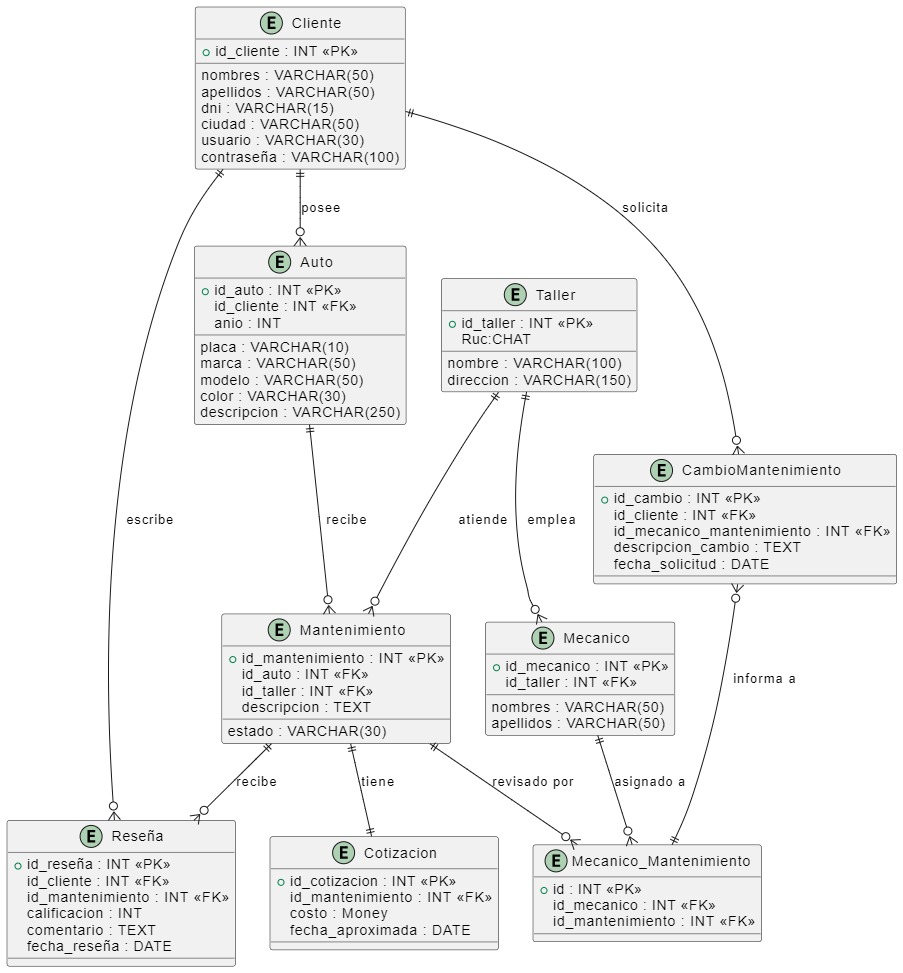 E Cliente
id_cliente : INT «PK»
nombres : VARCHAR(50)
apellidos : VARCHAR(50)
dni : VARCHAR(15)
ciudad : VARCHAR(50)
usuario : VARCHAR(30)
contraseña : VARCHAR(100)
posee
solicita
E Auto
id_auto : INT «PK»
id_cliente : INT «FK»
anio : INT
placa : VARCHAR(10)
marca : VARCHAR(50)
modelo : VARCHAR(50)
color : VARCHAR(30)
descripcion : VARCHAR(250)
E Taller
id_taller : INT «PK»
Ruc:CHAT
nombre : VARCHAR(100)
direccion : VARCHAR(150)
E CambioMantenimiento
id_cambio : INT «PK»
id_cliente : INT «FK»
id_mecanico_mantenimiento : INT «FK»
descripcion_cambio : TEXT
fecha_solicitud : DATE
escribe
recibe
atiende
emplea
E Mantenimiento
id_mantenimiento : INT «PK»
id_auto : INT «FK»
id_taller : INT «FK»
descripcion : TEXT
estado : VARCHAR(30)
E Mecanico
id_mecanico : INT «PK»
id_taller : INT «FK»
nombres : VARCHAR(50)
apellidos : VARCHAR(50)
informa a
recibe
tiene
revisado por
asignado a
E Reseña
id_reseña : INT «PK»
id_cliente : INT «FK»
id_mantenimiento : INT «FK»
calificacion : INT
comentario : TEXT
fecha_reseña : DATE
E Cotizacion
id_cotizacion : INT «PK»
id_mantenimiento : INT «FK»
costo : Money
fecha_aproximada : DATE
E Mecanico_Mantenimiento
id : INT «PK»
id_mecanico : INT «FK»
id_mantenimiento : INT «FK»